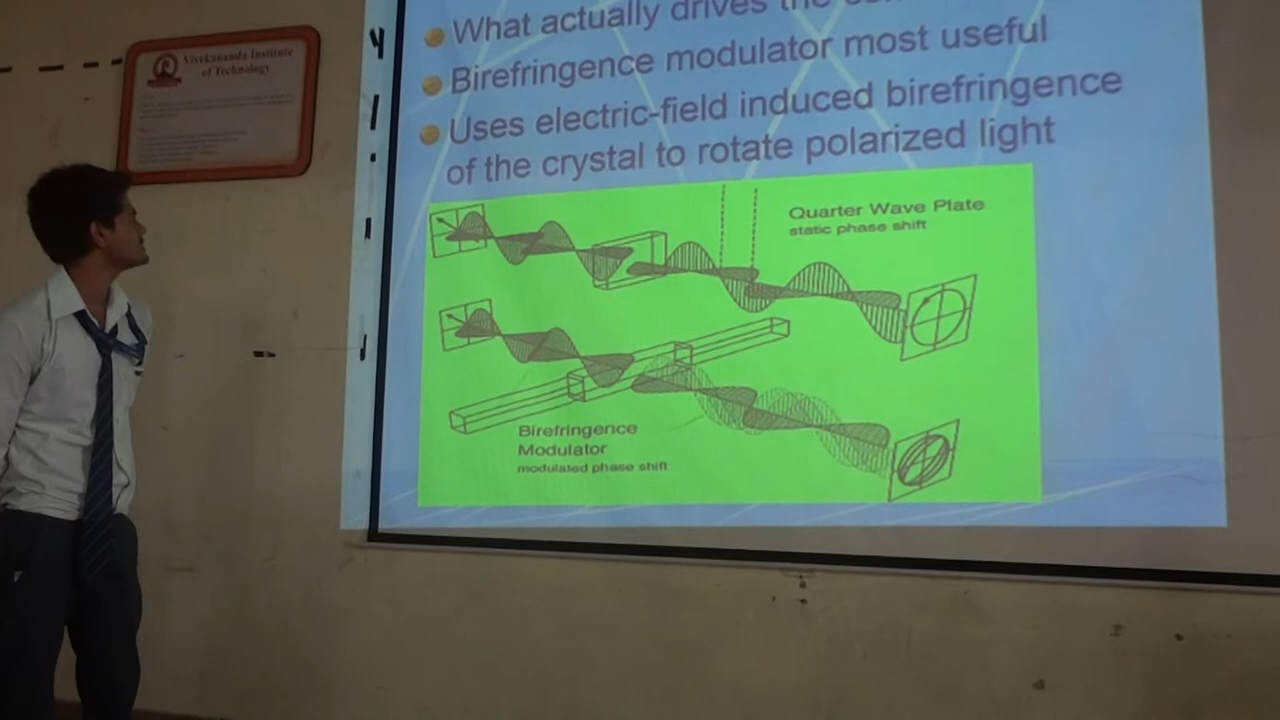 Vivekananda Institute
of Technology
What actually drives the
Birefringence modulator most useful
Uses electric-field induced birefringence
of the crystal to rotate polarized light
Quarter Wave Plate
static phase shift
Birefringence
Modulator
modulated phase shift